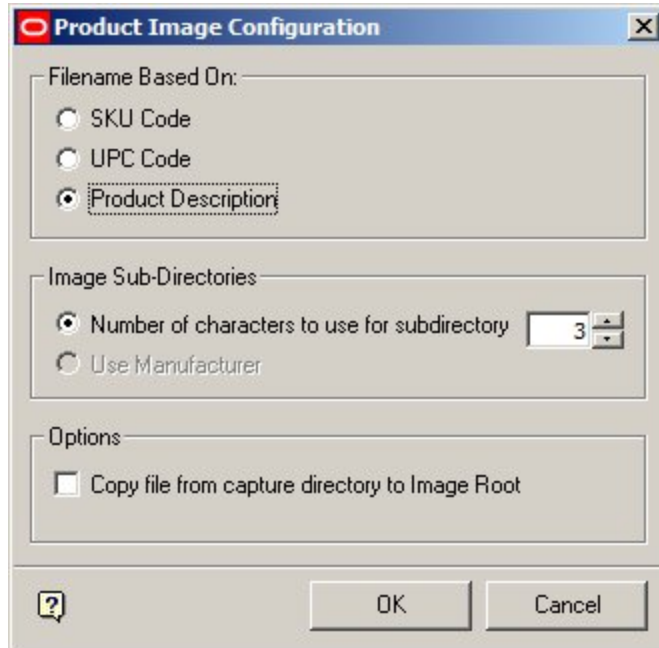 Product Image Configuration
Filename Based On:
SKU Code
UPC Code
Product Description
Image Sub-Directories
Number of characters to use for subdirectory 3
Use Manufacturer
Options
Copy file from capture directory to Image Root
? OK Cancel